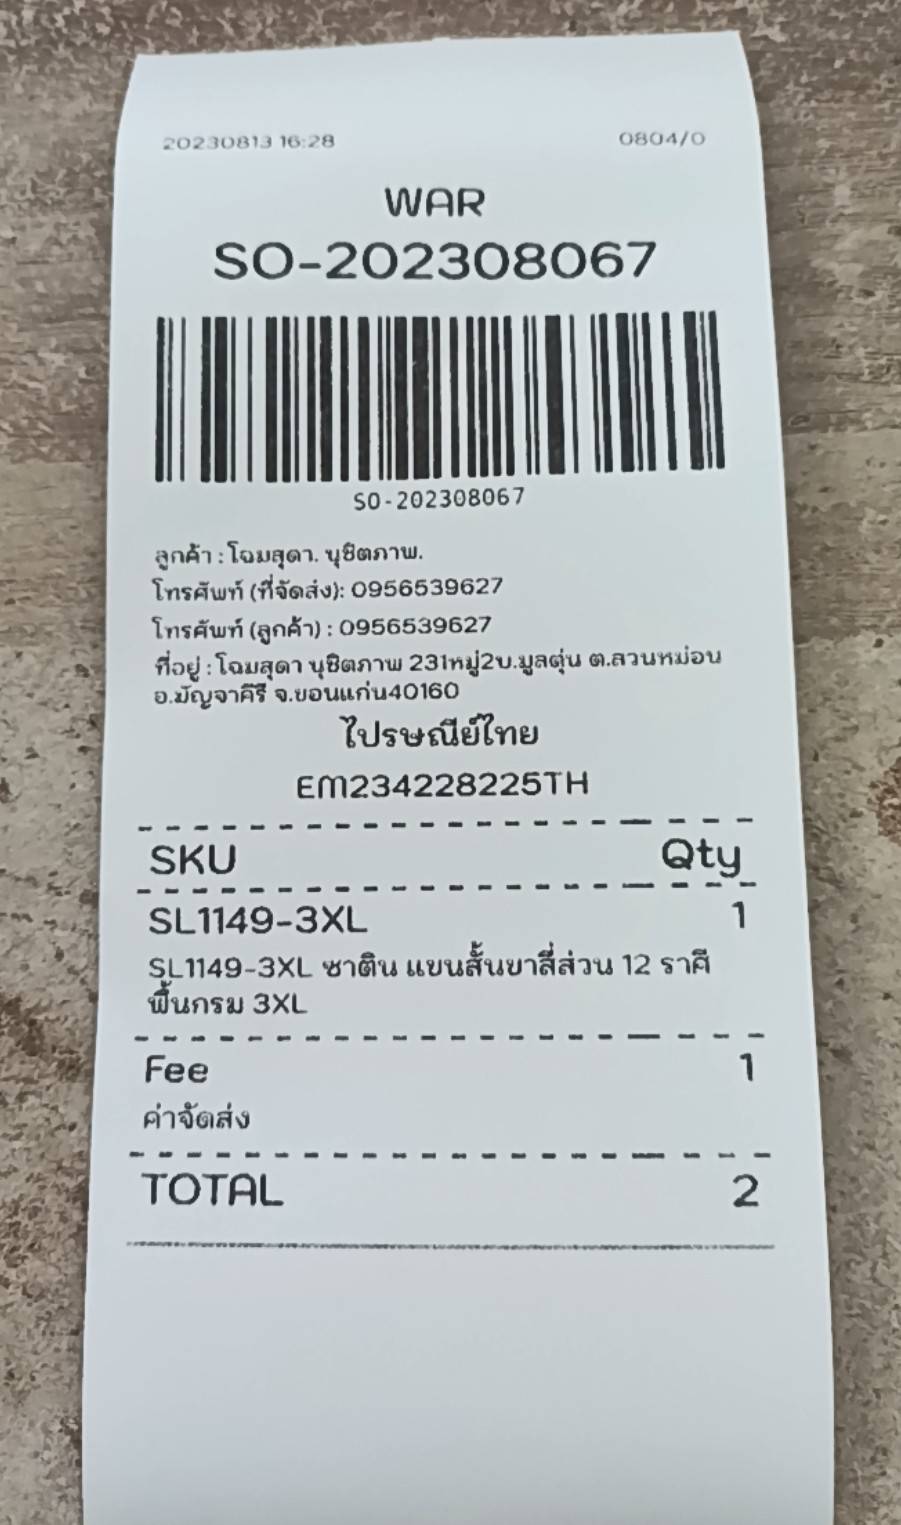 20230813 16:28 0804/0
WAR
SO-202308067
SO-202308067
ลูกค้า : โฉมสุดา. นุชิตภาพ.
โทรศัพท์ (ที่จัดส่ง): 0956539627
โทรศัพท์ (ลูกค้า) : 0956539627
ที่อยู่ : โฉมสุดา นุชิตภาพ 231หมู่2บ.มูลตุ่น ต.สวนหม่อน
อ.มัญจาคีรี จ.ขอนแก่น40160
ไปรษณีย์ไทย
EM234228225TH
SKU Qty
SL1149-3XL 1
SL1149-3XL ซาติน แขนสั้นขาสี่ส่วน 12 ราศี
พื้นกรม 3XL
Fee 1
ค่าจัดส่ง
TOTAL 2